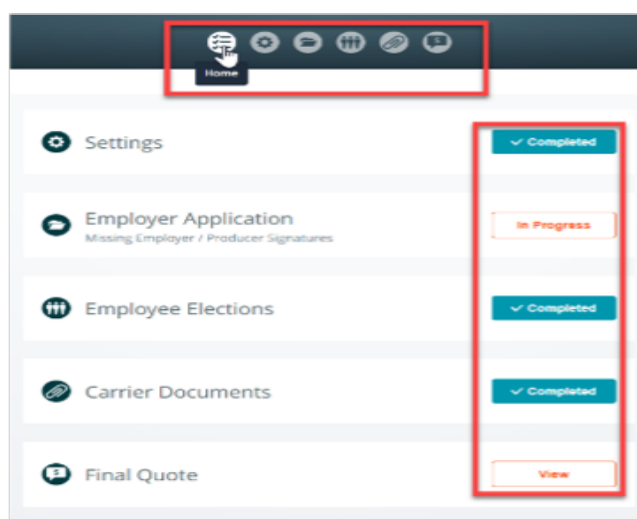 Home
Settings
✓ Completed
Employer Application
Missing Employer / Producer Signatures
In Progress
Employee Elections
✓ Completed
Carrier Documents
✓ Completed
Final Quote
View